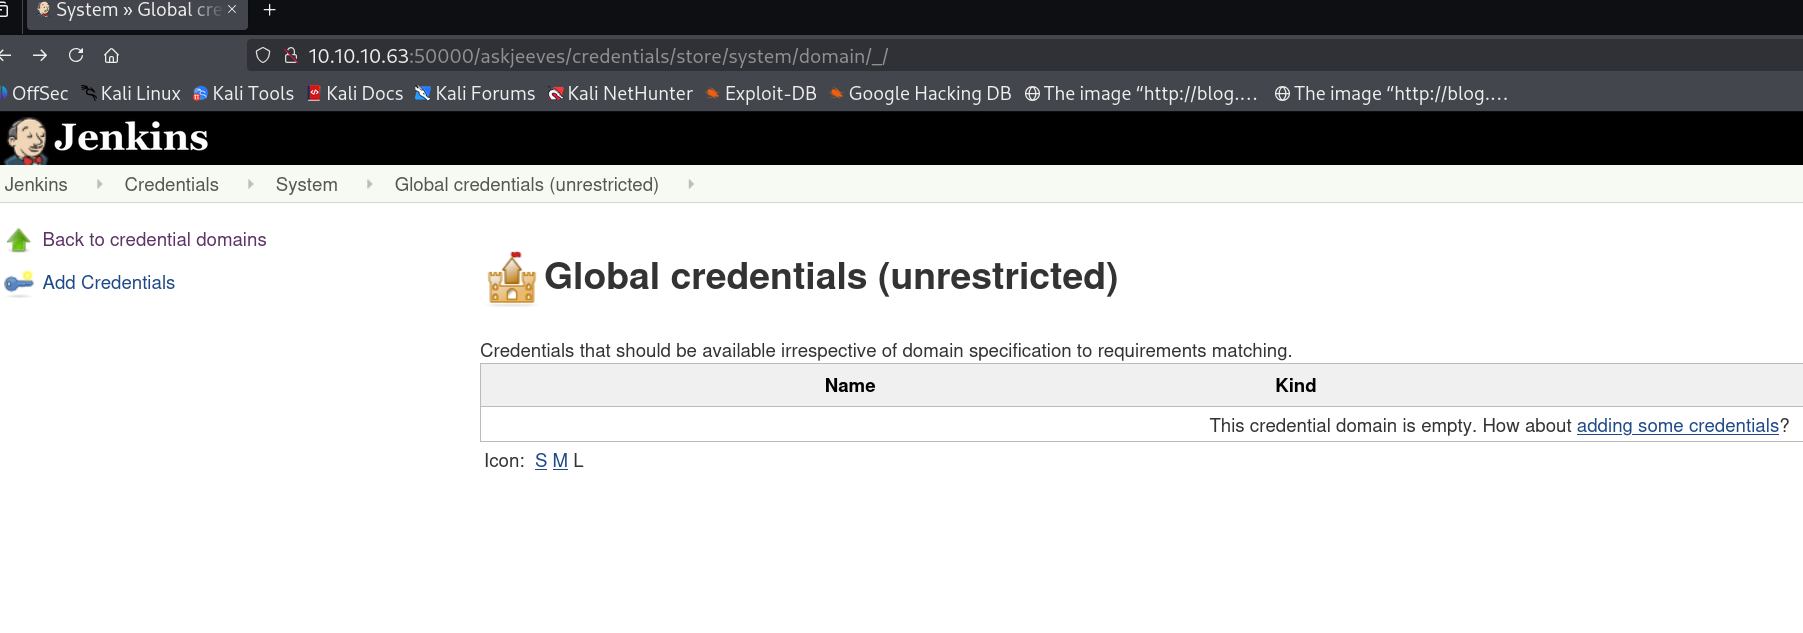 System » Global cre
10.10.10.63:50000/askjeeves/credentials/store/system/domain/_/
OffSec Kali Linux Kali Tools Kali Docs Kali Forums Kali NetHunter Exploit-DB Google Hacking DB The image “http://blog.... The image “http://blog....
Jenkins
Jenkins Credentials System Global credentials (unrestricted)
Back to credential domains
Add Credentials
Global credentials (unrestricted)
Credentials that should be available irrespective of domain specification to requirements matching.
Name Kind
This credential domain is empty. How about adding some credentials?
Icon: S M L